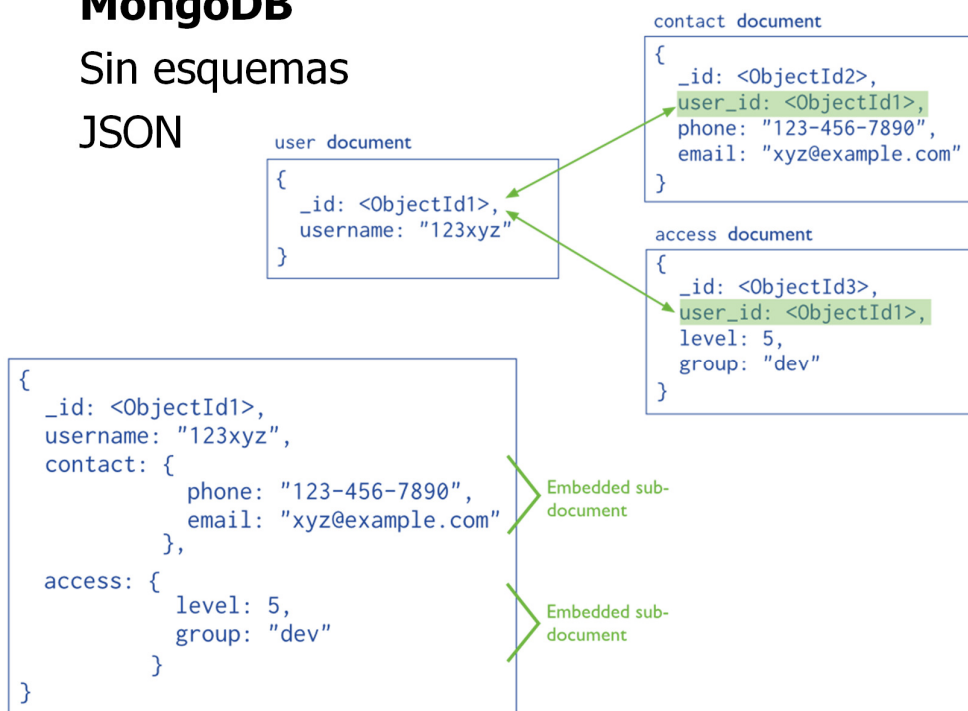 MongoDB
Sin esquemas
JSON
user document
{
_id: <ObjectId1>,
username: "123xyz"
}
contact document
{
_id: <ObjectId2>,
user_id: <ObjectId1>,
phone: "123-456-7890",
email: "xyz@example.com"
}
access document
{
_id: <ObjectId3>,
user_id: <ObjectId1>,
level: 5,
group: "dev"
}
{
_id: <ObjectId1>,
username: "123xyz",
contact: {
phone: "123-456-7890",
email: "xyz@example.com"
},
Embedded sub-
document
access: {
level: 5,
group: "dev"
}
Embedded sub-
document
}